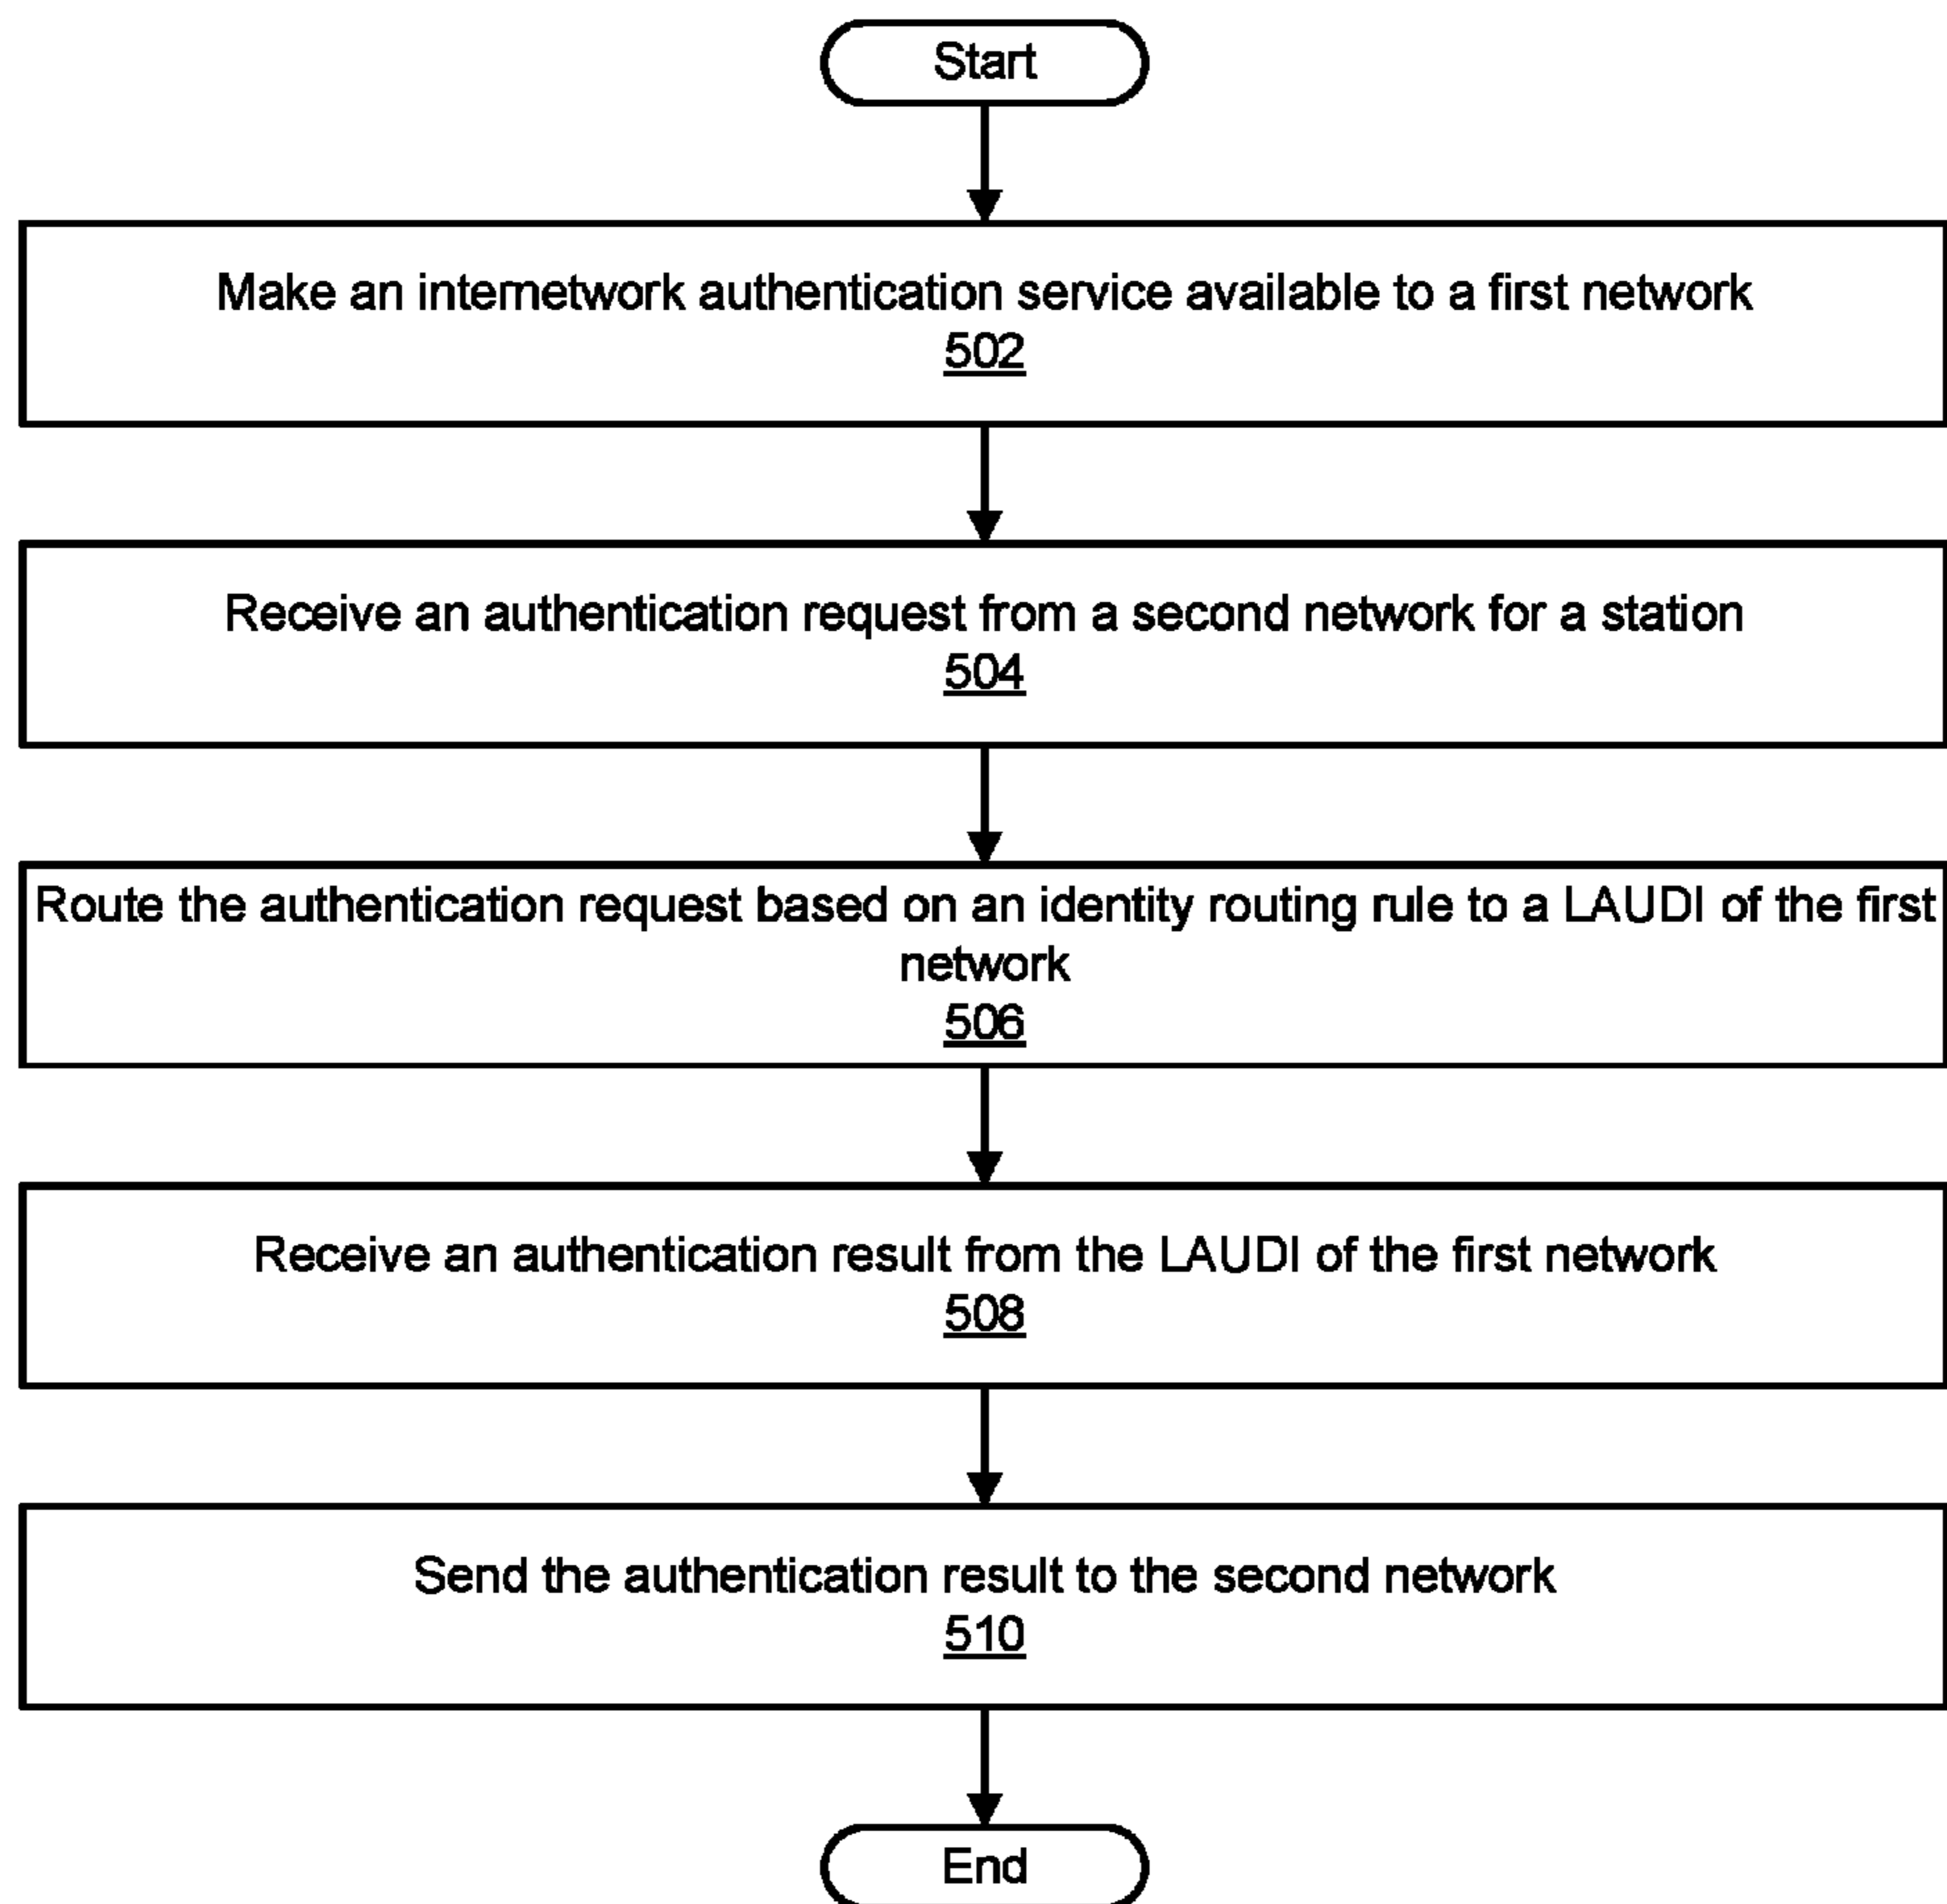 Start
Make an internetwork authentication service available to a first network
502
Receive an authentication request from a second network for a station
504
Route the authentication request based on an identity routing rule to a LAUDI of the first
network
506
Receive an authentication result from the LAUDI of the first network
508
Send the authentication result to the second network
510
End